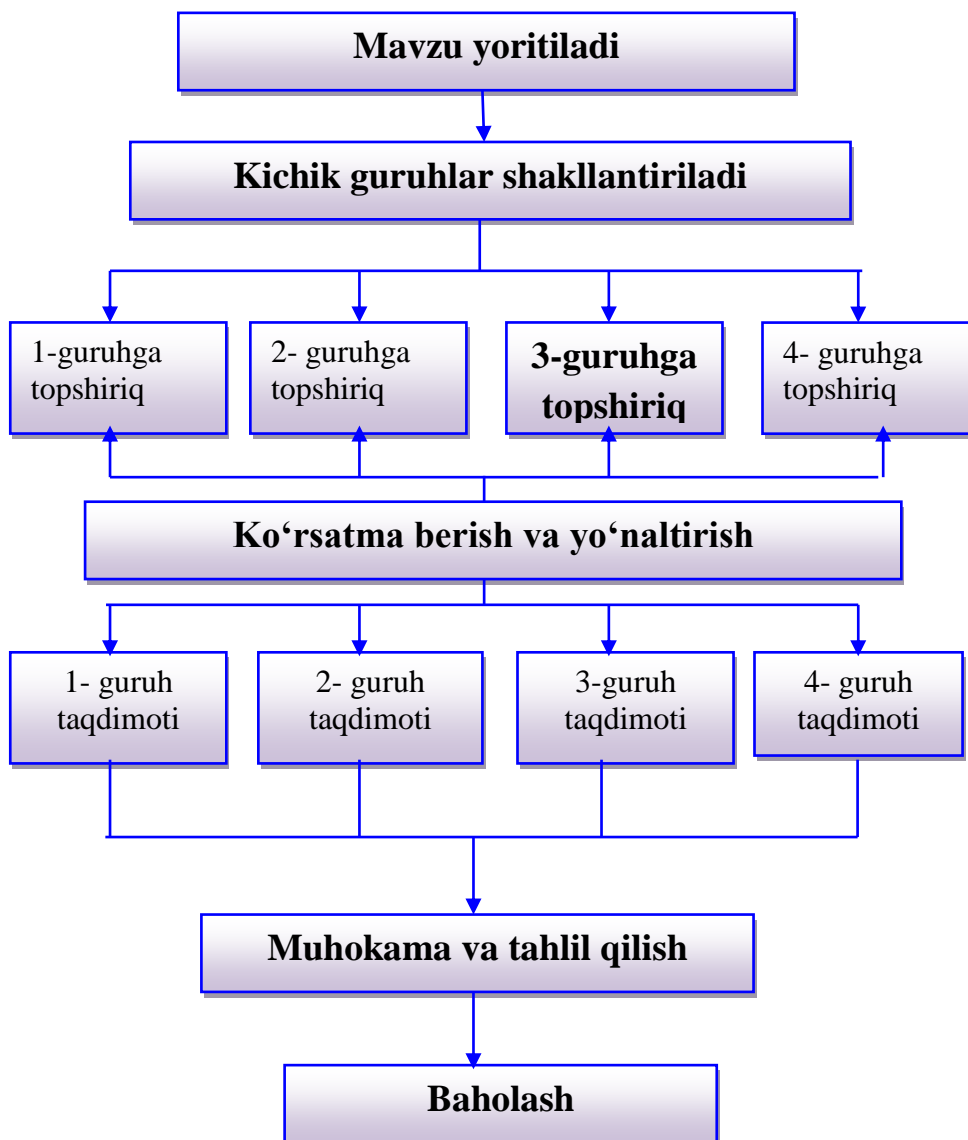 Mavzu yoritiladi
Kichik guruhlar shakllantiriladi
1-guruhga
topshiriq
2- guruhga
topshiriq
3-guruhga
topshiriq
4- guruhga
topshiriq
Ko‘rsatma berish va yo‘naltirish
1- guruh
taqdimoti
2- guruh
taqdimoti
3-guruh
taqdimoti
4- guruh
taqdimoti
Muhokama va tahlil qilish
Baholash